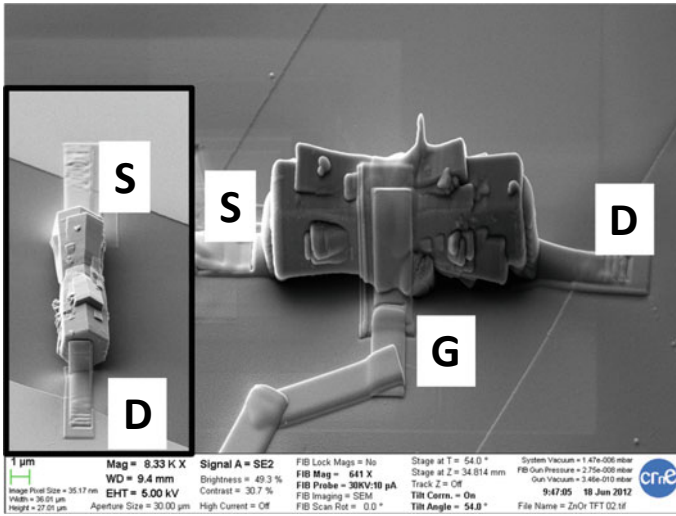 S
D
S
D
G
1 µm
Mag = 8.33 K X
WD = 9.4 mm
EHT = 5.00 kV
Image Pixel Size = 35.17 nm
Width = 36.01 µm
Height = 27.01 µm
Aperture Size = 30.00 µm
Signal A = SE2
Brightness = 49.3 %
Contrast = 30.7 %
High Current = Off
FIB Lock Mags = No
FIB Mag = 641 X
FIB Probe = 30KV:10 pA
FIB Imaging = SEM
FIB Scan Rot = 0.0 °
Stage at T = 54.0 °
Stage at Z = 34.814 mm
Track Z = Off
Tilt Corrn. = On
Tilt Angle = 54.0 °
System Vacuum = 1.47e-006 mbar
FIB Gun Pressure = 2.75e-008 mbar
Gun Vacuum = 3.46e-010 mbar
9:47:05 18 Jun 2012
File Name = ZnOr TFT 02.tif
crne